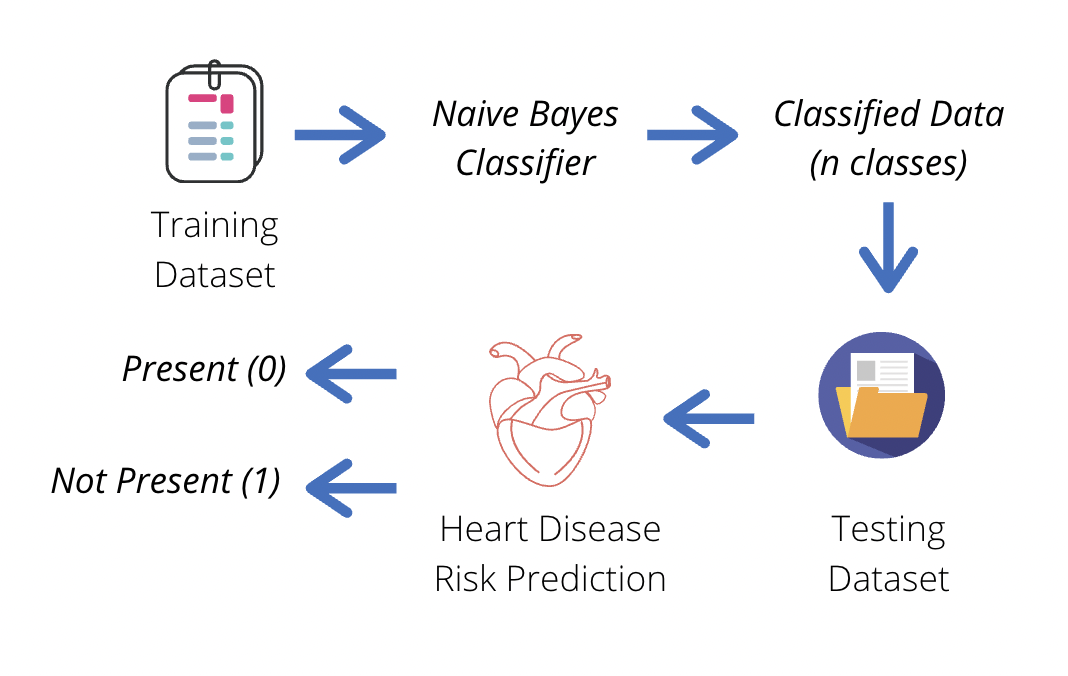 Naive Bayes
Classifier
Classified Data
(n classes)
Training
Dataset
Present (0)
Not Present (1)
Heart Disease
Risk Prediction
Testing
Dataset